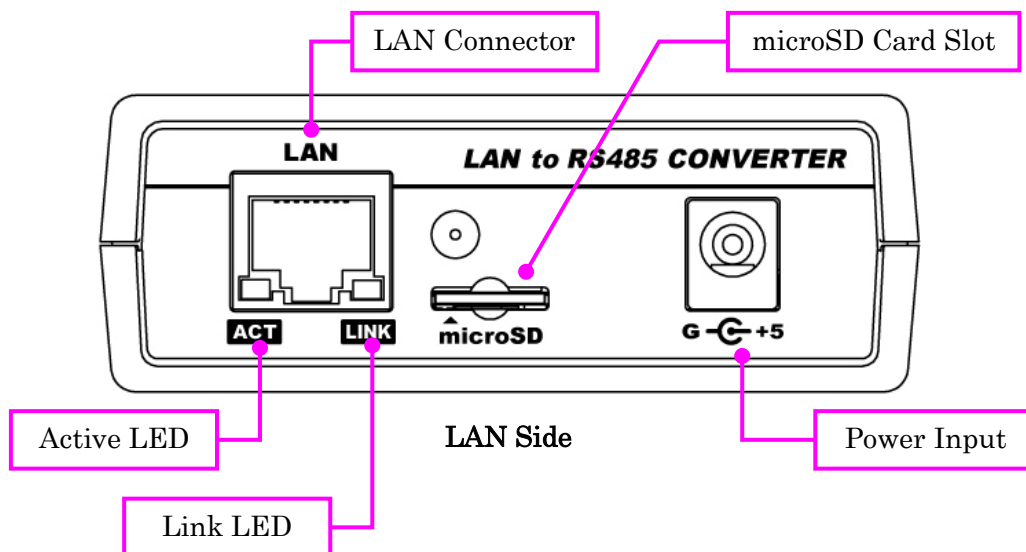 LAN Connector
microSD Card Slot
LAN
LAN to RS485 CONVERTER
ACT
LINK
microSD
G +5
Active LED
LAN Side
Power Input
Link LED